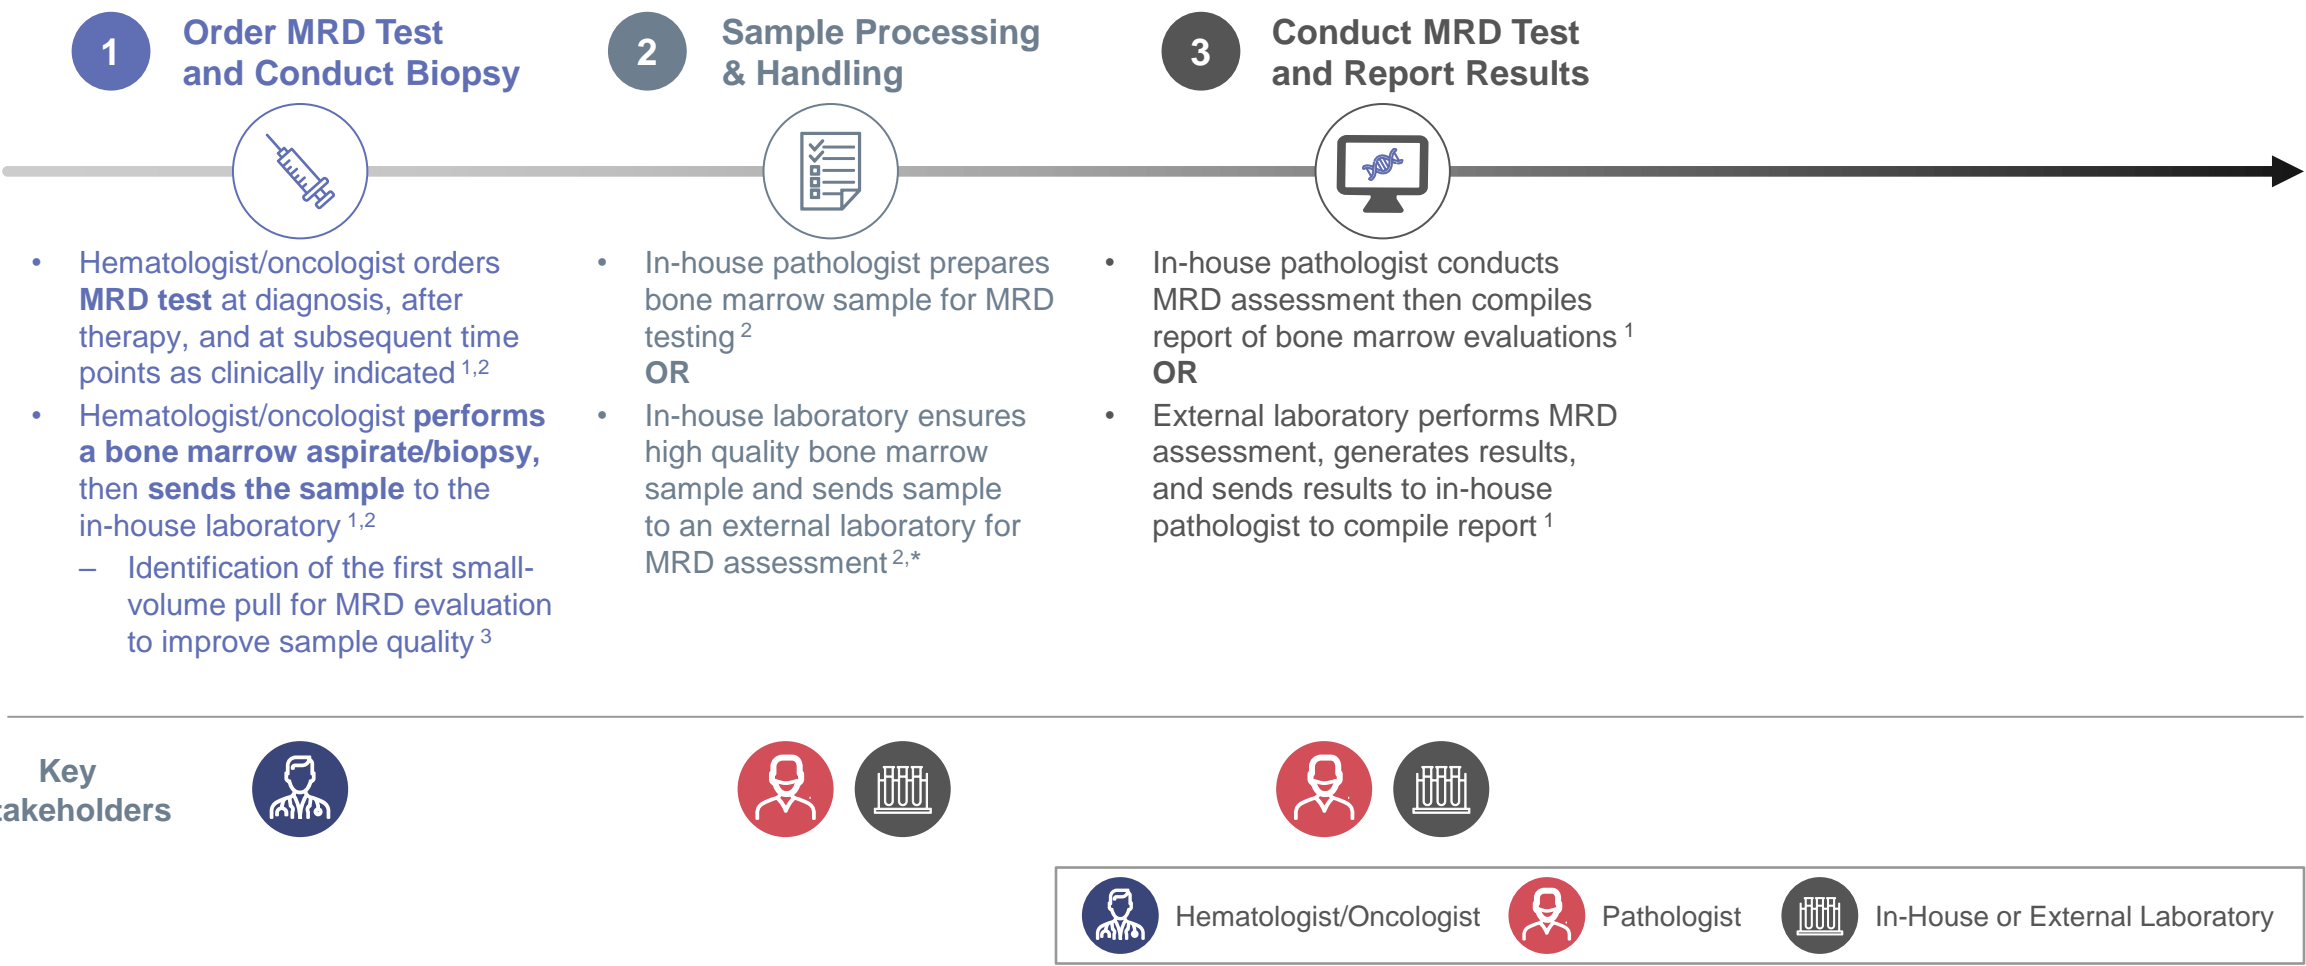 1
Order MRD Test
and Conduct Biopsy
• Hematologist/oncologist orders
MRD test at diagnosis, after
therapy, and at subsequent time
points as clinically indicated 1,2
• Hematologist/oncologist performs
a bone marrow aspirate/biopsy,
then sends the sample to the
in-house laboratory 1,2
– Identification of the first small-
volume pull for MRD evaluation
to improve sample quality 3
2
Sample Processing
& Handling
• In-house pathologist prepares
bone marrow sample for MRD
testing 2
OR
• In-house laboratory ensures
high quality bone marrow
sample and sends sample
to an external laboratory for
MRD assessment 2,*
3
Conduct MRD Test
and Report Results
• In-house pathologist conducts
MRD assessment then compiles
report of bone marrow evaluations 1
OR
• External laboratory performs MRD
assessment, generates results,
and sends results to in-house
pathologist to compile report 1
Key
takeholders
Hematologist/Oncologist
Pathologist
In-House or External Laboratory